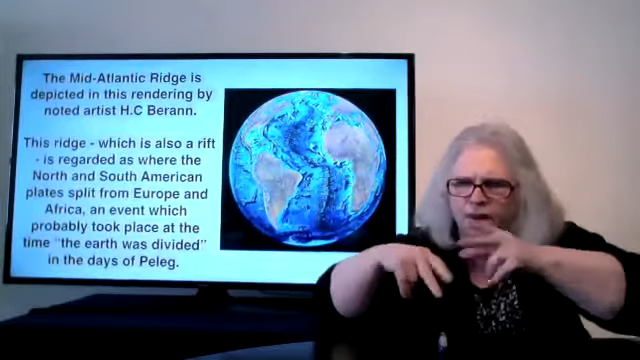 The Mid-Atlantic Ridge is
depicted in this rendering by
noted artist H.C Berann.
This ridge - which is also a rift
- is regarded as where the
North and South American
plates split from Europe and
Africa, an event which
probably took place at the
time "the earth was divided"
in the days of Peleg.